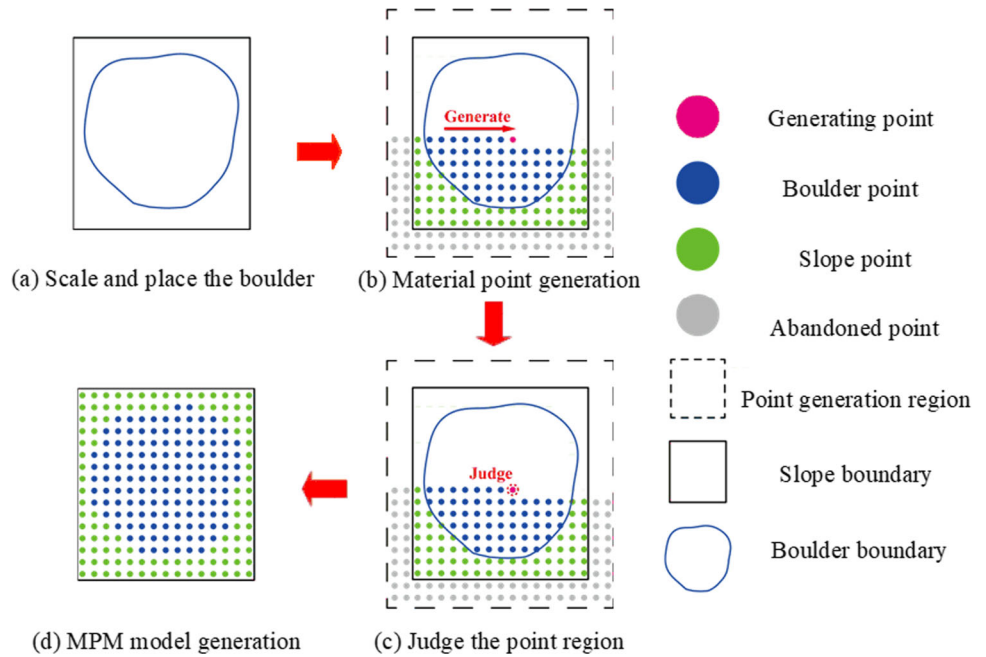 Generate
(a) Scale and place the boulder
(b) Material point generation
Judge
(d) MPM model generation
(c) Judge the point region
Generating point
Boulder point
Slope point
Abandoned point
Point generation region
Slope boundary
Boulder boundary